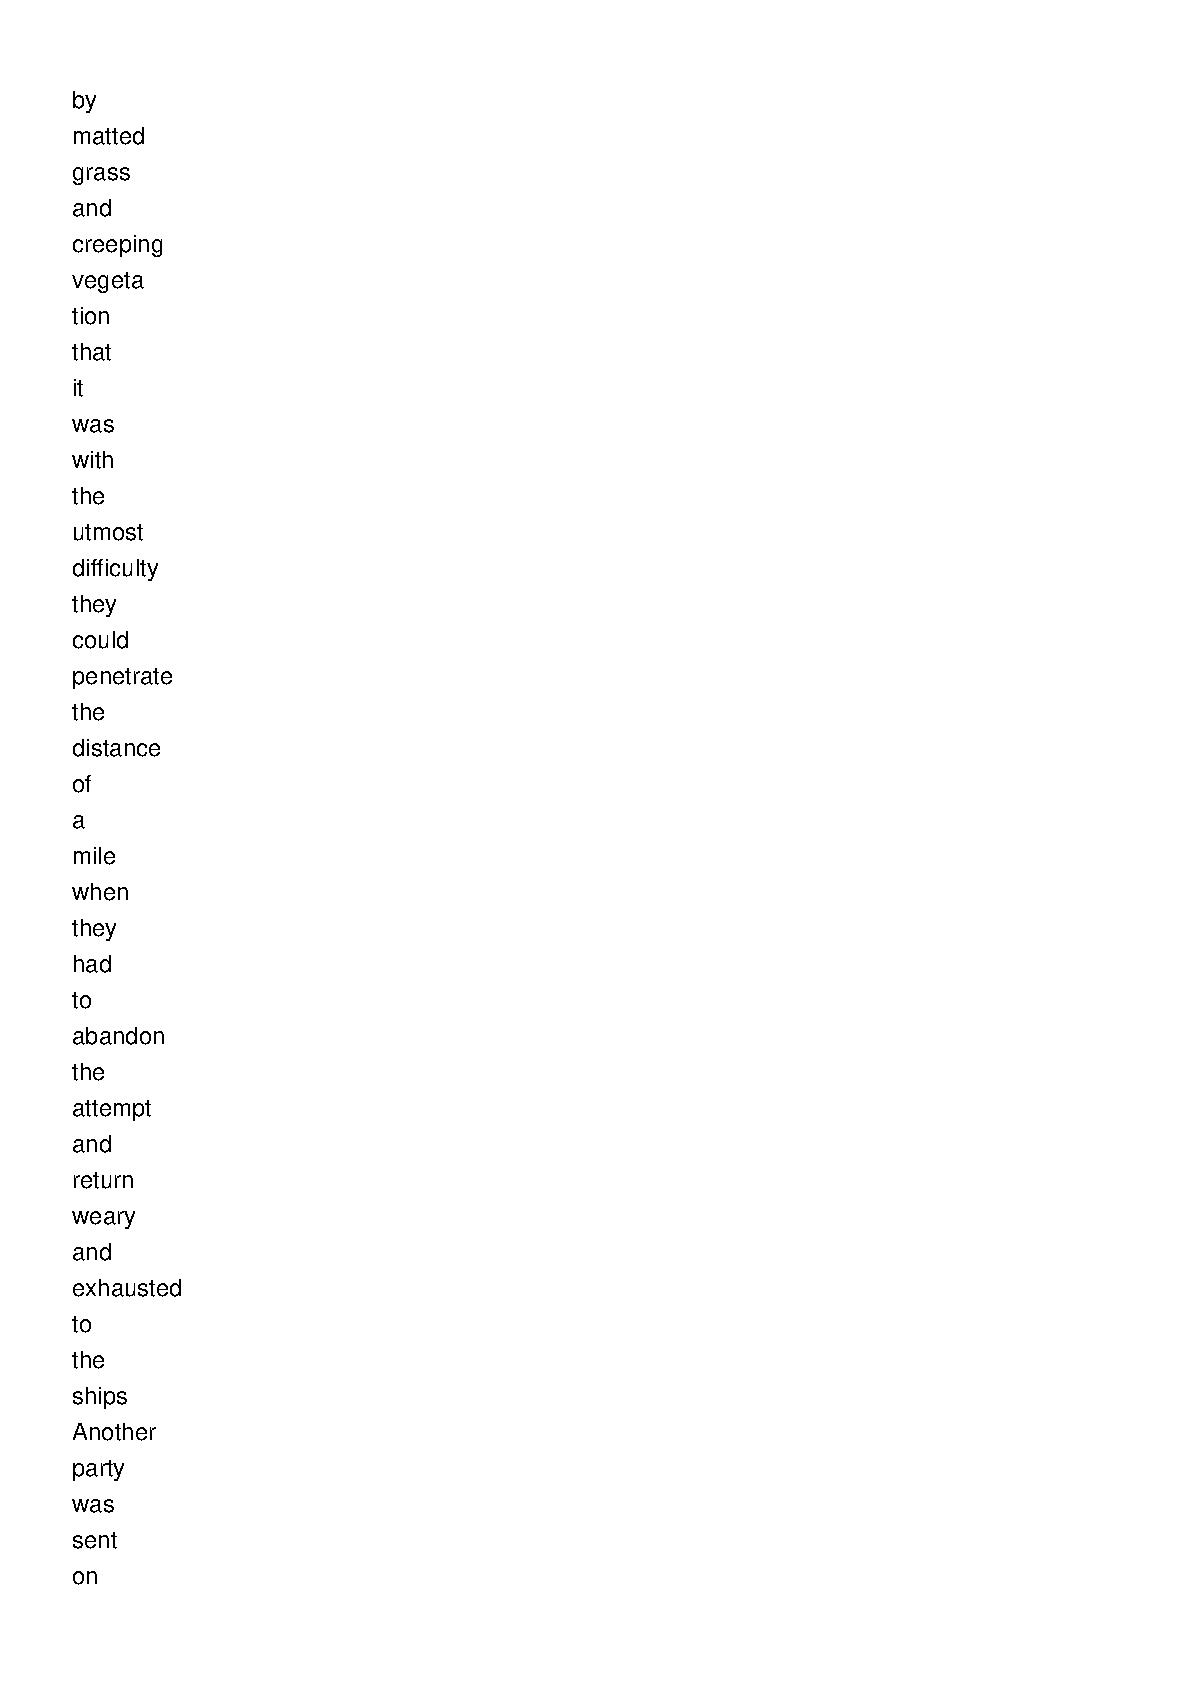 by
matted
grass
and
creeping
vegeta
tion
that
it
was
with
the
utmost
difficulty
they
could
penetrate
the
distance
of
a
mile
when
they
had
to
abandon
the
attempt
and
return
weary
and
exhausted
to
the
ships
Another
party
was
sent
on